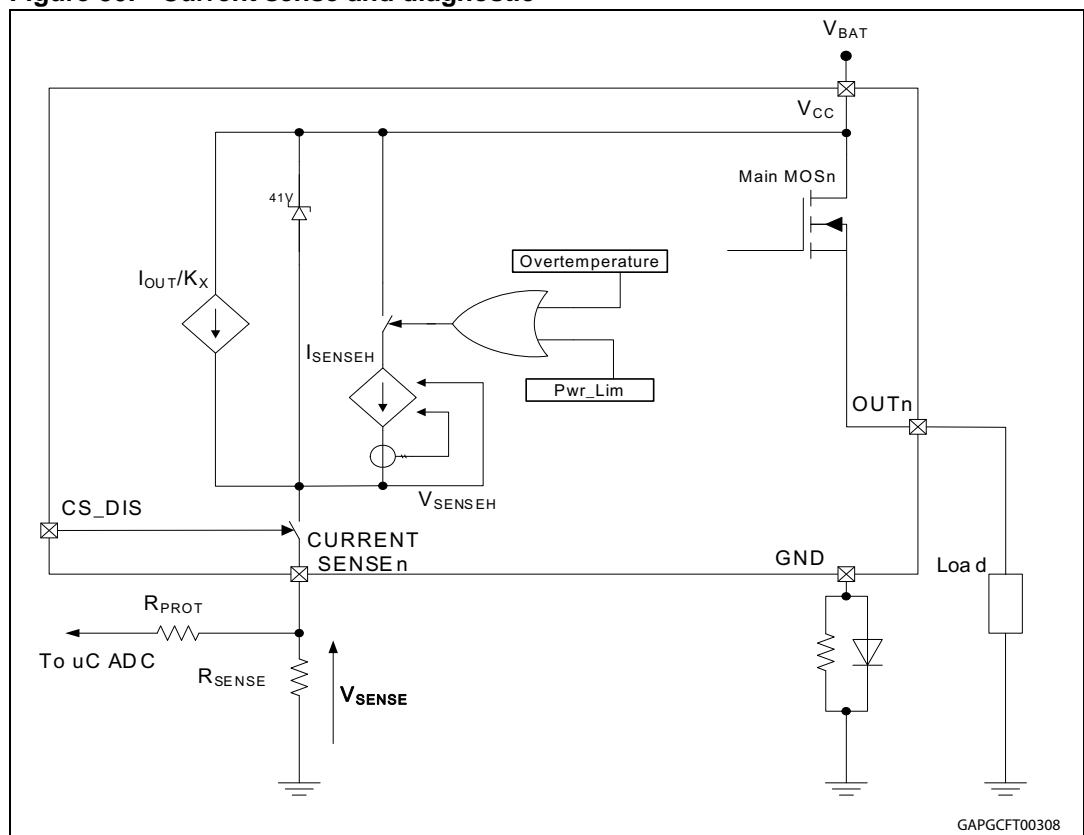 Figure 36. Current sense and diagnostic
VBAT
VCC
Main MOSn
41V
Overtemperature
IOUT/KX
ISENSEH
Pwr_Lim
OUTn
VSENSEH
CS_DIS
CURRENT
SENSEn
GND
Load
RPROT
To uC ADC
RSENSE
VSENSE
GAPGCFT00308